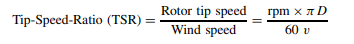 Tip-Speed-Ratio (TSR) = Rotor tip speed / Wind speed = rpm × π D / 60 υ